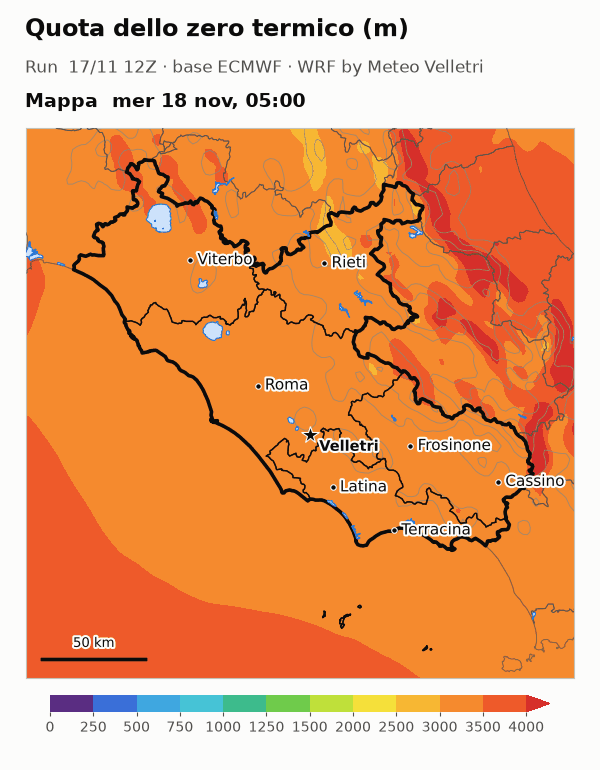 Quota dello zero termico (m)
Run  17/11 12Z · base ECMWF · WRF by Meteo Velletri
Mappa  mer 18 nov, 05:00
Viterbo
Rieti
Roma
Velletri
Frosinone
Cassino
Latina
Terracina
50 km
0 250 500 750 1000 1250 1500 2000 2500 3000 3500 4000